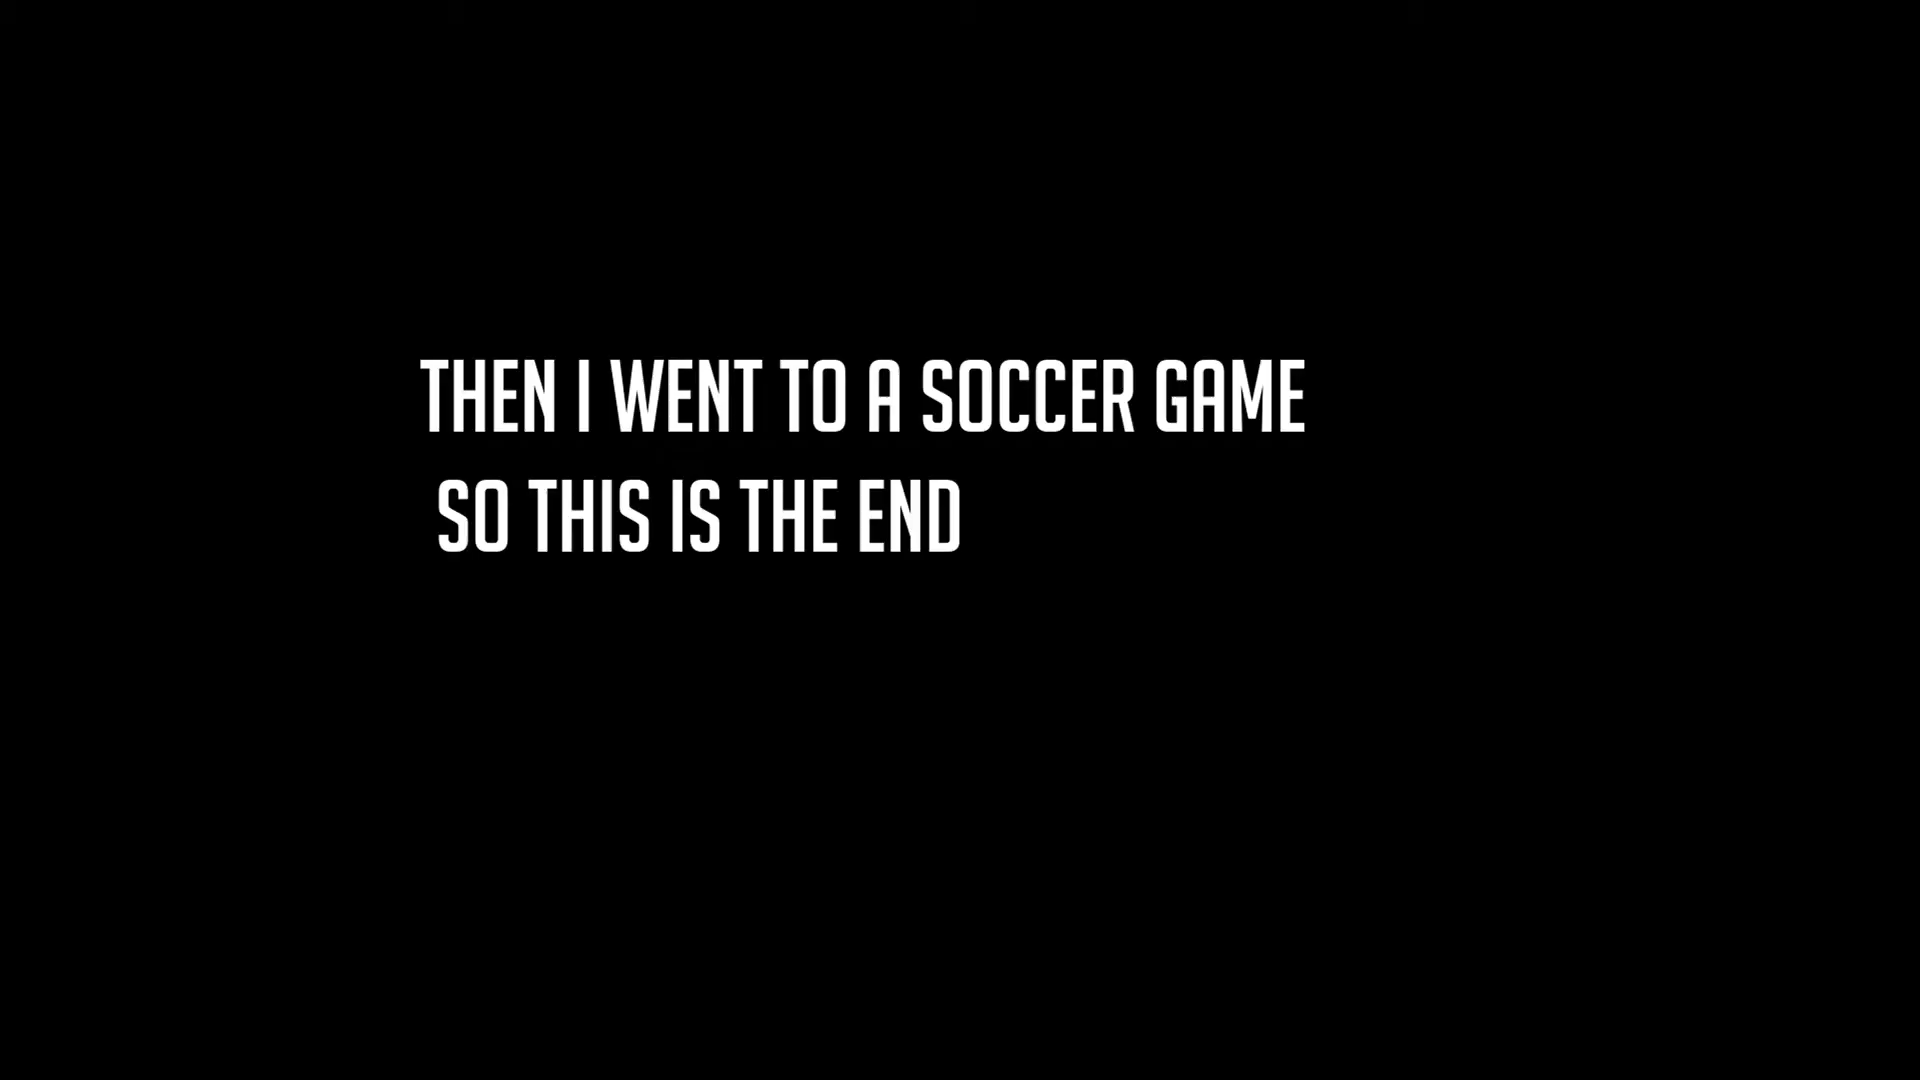 THEN I WENT TO A SOCCER GAME
SO THIS IS THE END